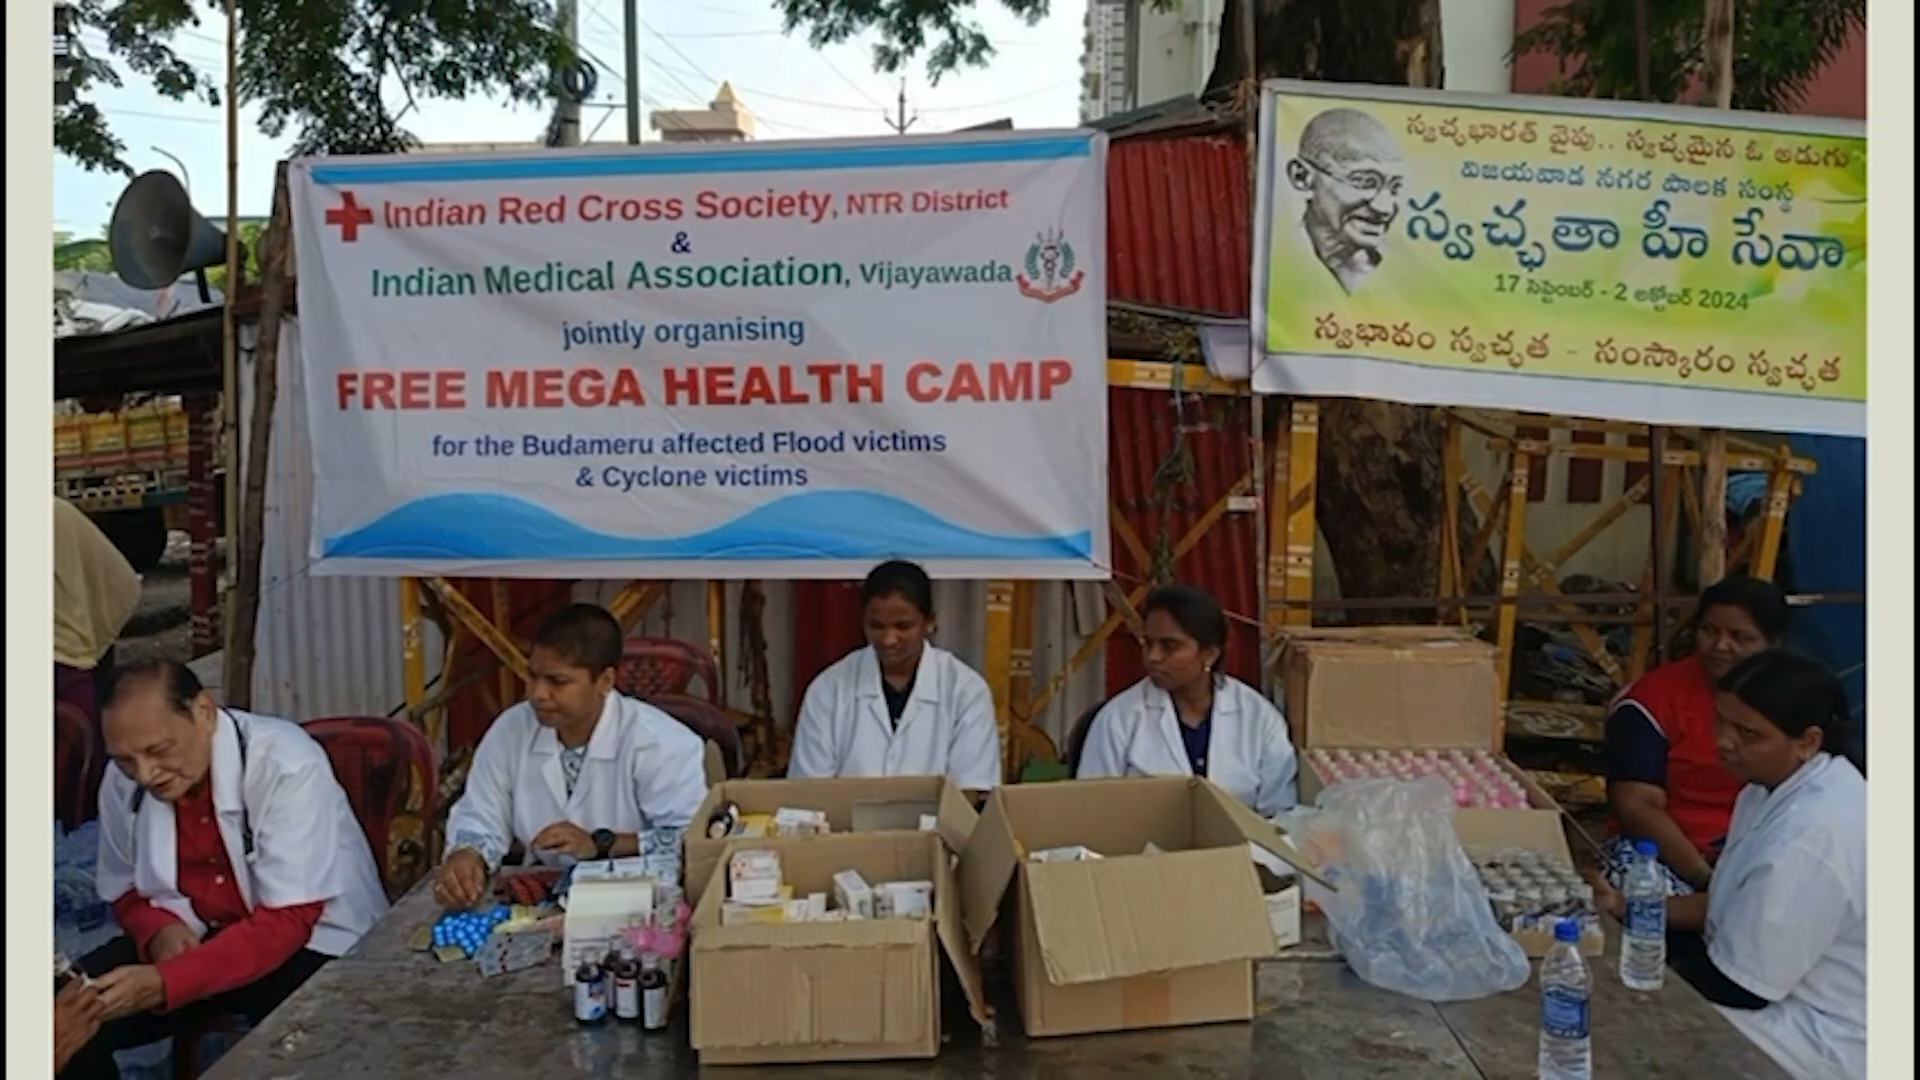 Indian Red Cross Society, NTR District
&
Indian Medical Association, Vijayawada
jointly organising
FREE MEGA HEALTH CAMP
for the Budameru affected Flood victims
& Cyclone victims
స్వచ్ఛభారత్ వైపు.. స్వచ్ఛమైన ఓ అడుగు
విజయవాడ నగర పాలక సంస్థ
స్వచ్ఛతా హీ సేవా
17 సెప్టెంబర్ - 2 అక్టోబర్ 2024
స్వభావం స్వచ్ఛత - సంస్కారం స్వచ్ఛత